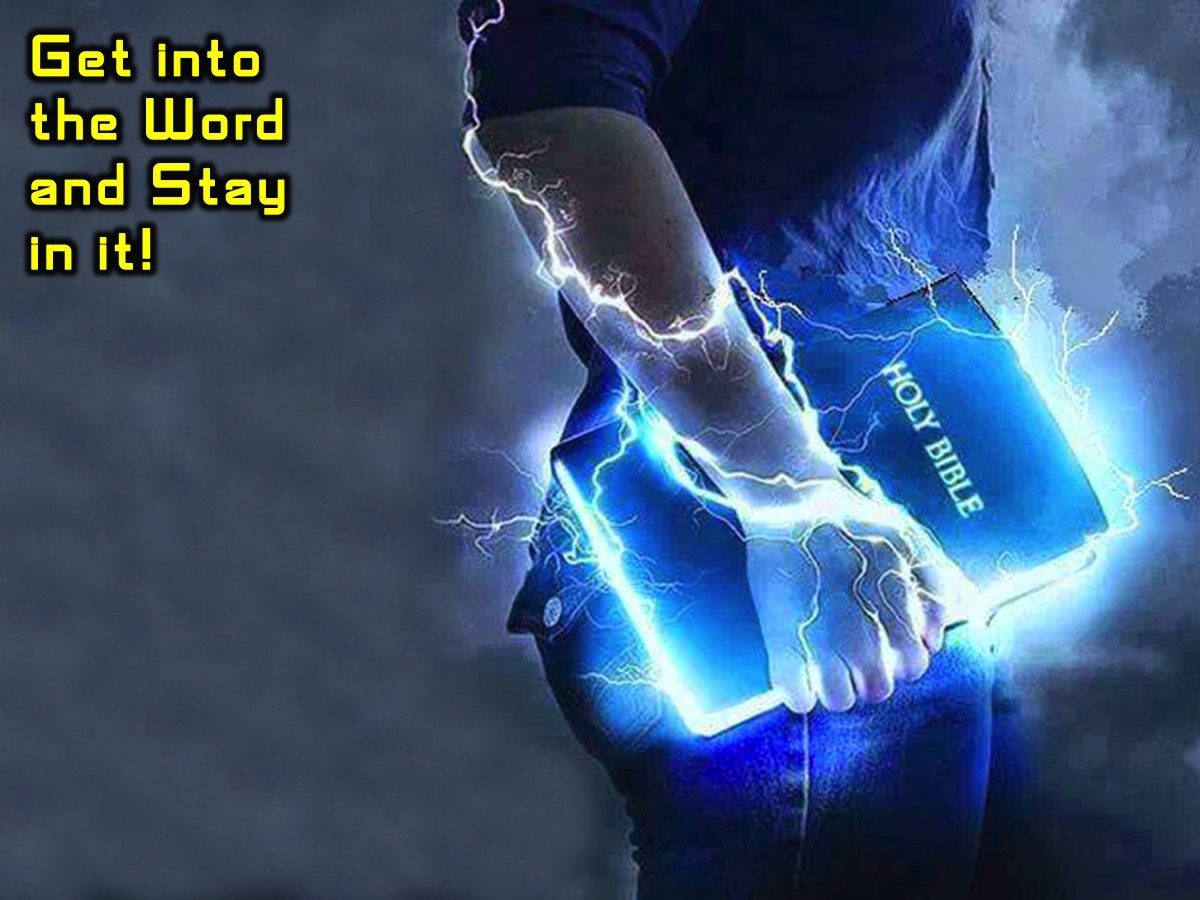 Get into
the Word
and Stay
in it!
HOLY BIBLE